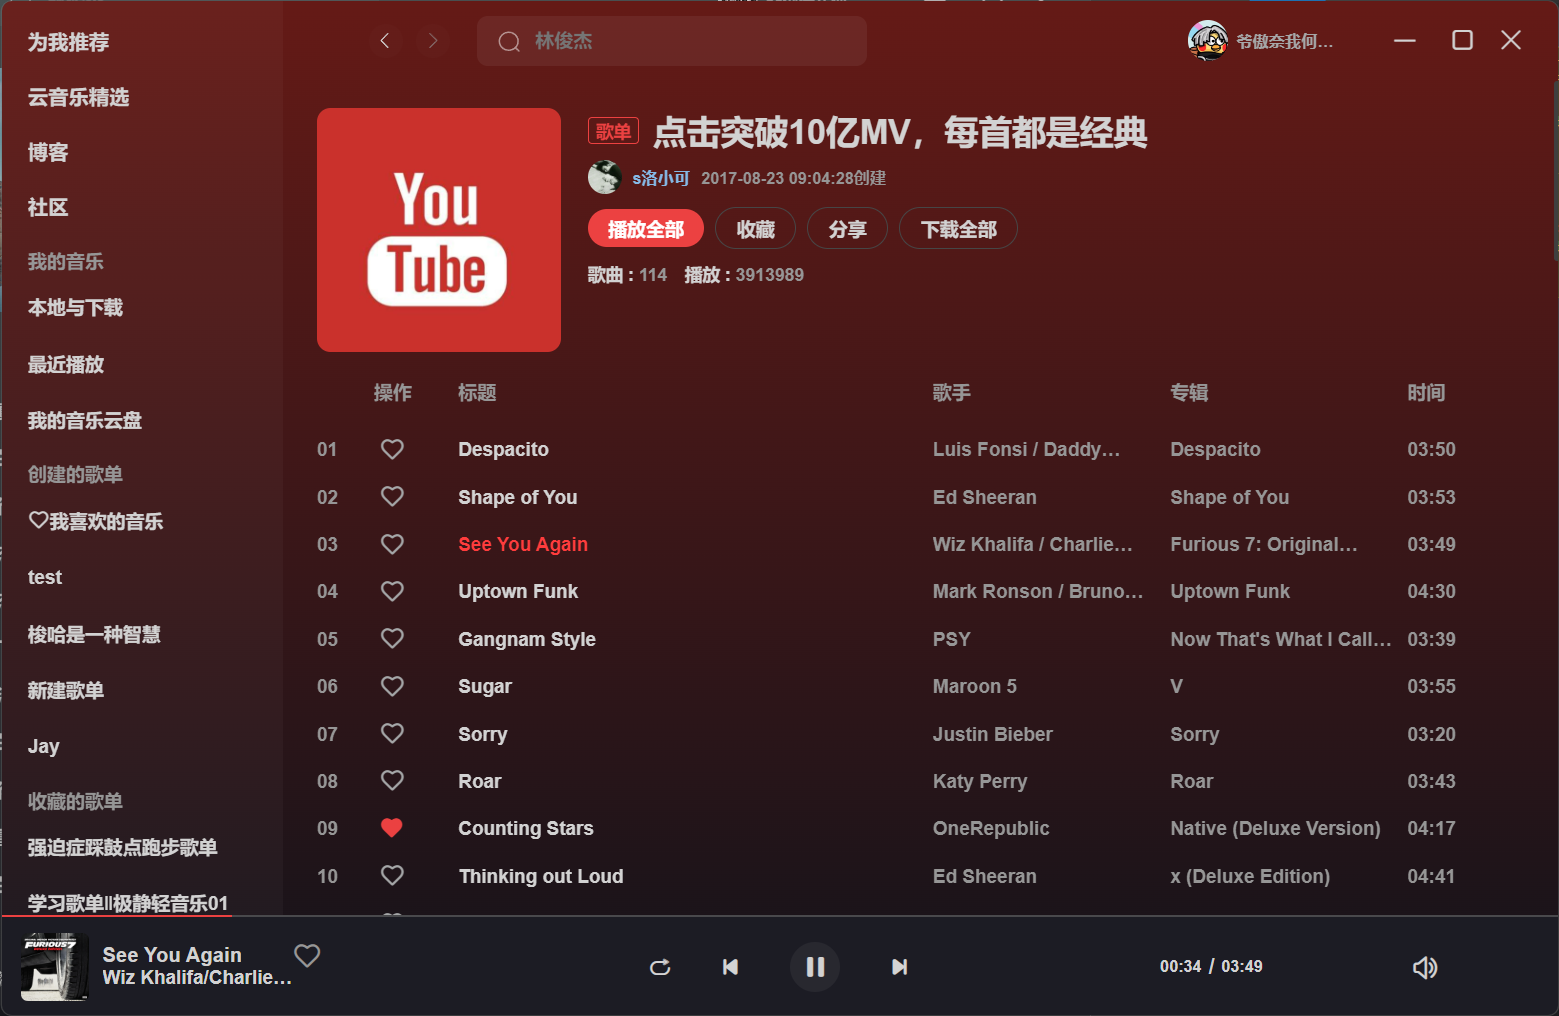 为我推荐
云音乐精选
博客
社区
我的音乐
本地与下载
最近播放
我的音乐云盘
创建的歌单
我喜欢的音乐
test
梭哈是一种智慧
新建歌单
Jay
收藏的歌单
强迫症踩鼓点跑步歌单
学习歌单||极静轻音乐01
林俊杰
爷傲奈我何...
You
Tube
歌单 点击突破10亿MV，每首都是经典
s洛小可 2017-08-23 09:04:28创建
播放全部 收藏 分享 下载全部
歌曲 : 114 播放 : 3913989
操作 标题 歌手 专辑 时间
01 Despacito Luis Fonsi / Daddy... Despacito 03:50
02 Shape of You Ed Sheeran Shape of You 03:53
03 See You Again Wiz Khalifa / Charlie... Furious 7: Original... 03:49
04 Uptown Funk Mark Ronson / Bruno... Uptown Funk 04:30
05 Gangnam Style PSY Now That's What I Call... 03:39
06 Sugar Maroon 5 V 03:55
07 Sorry Justin Bieber Sorry 03:20
08 Roar Katy Perry Roar 03:43
09 Counting Stars OneRepublic Native (Deluxe Version) 04:17
10 Thinking out Loud Ed Sheeran x (Deluxe Edition) 04:41
FURIOUS 7
See You Again
Wiz Khalifa/Charlie...
00:34 / 03:49